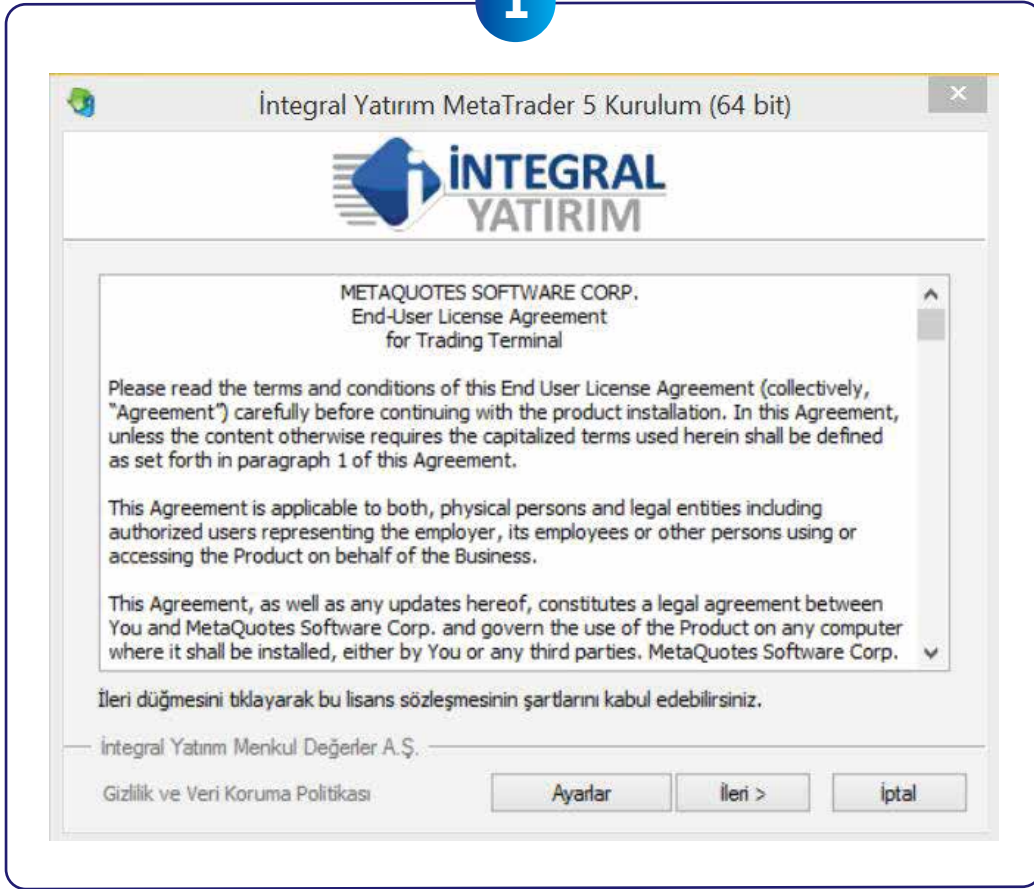 1
İntegral Yatırım MetaTrader 5 Kurulum (64 bit)
İNTEGRAL
YATIRIM
METAQUOTES SOFTWARE CORP.
End-User License Agreement
for Trading Terminal
Please read the terms and conditions of this End User License Agreement (collectively,
"Agreement") carefully before continuing with the product installation. In this Agreement,
unless the content otherwise requires the capitalized terms used herein shall be defined
as set forth in paragraph 1 of this Agreement.
This Agreement is applicable to both, physical persons and legal entities including
authorized users representing the employer, its employees or other persons using or
accessing the Product on behalf of the Business.
This Agreement, as well as any updates hereof, constitutes a legal agreement between
You and MetaQuotes Software Corp. and govern the use of the Product on any computer
where it shall be installed, either by You or any third parties. MetaQuotes Software Corp.
İleri düğmesini tıklayarak bu lisans sözleşmesinin şartlarını kabul edebilirsiniz.
İntegral Yatırım Menkul Değerler A.Ş.
Gizlilik ve Veri Koruma Politikası
Ayarlar
İleri >
İptal